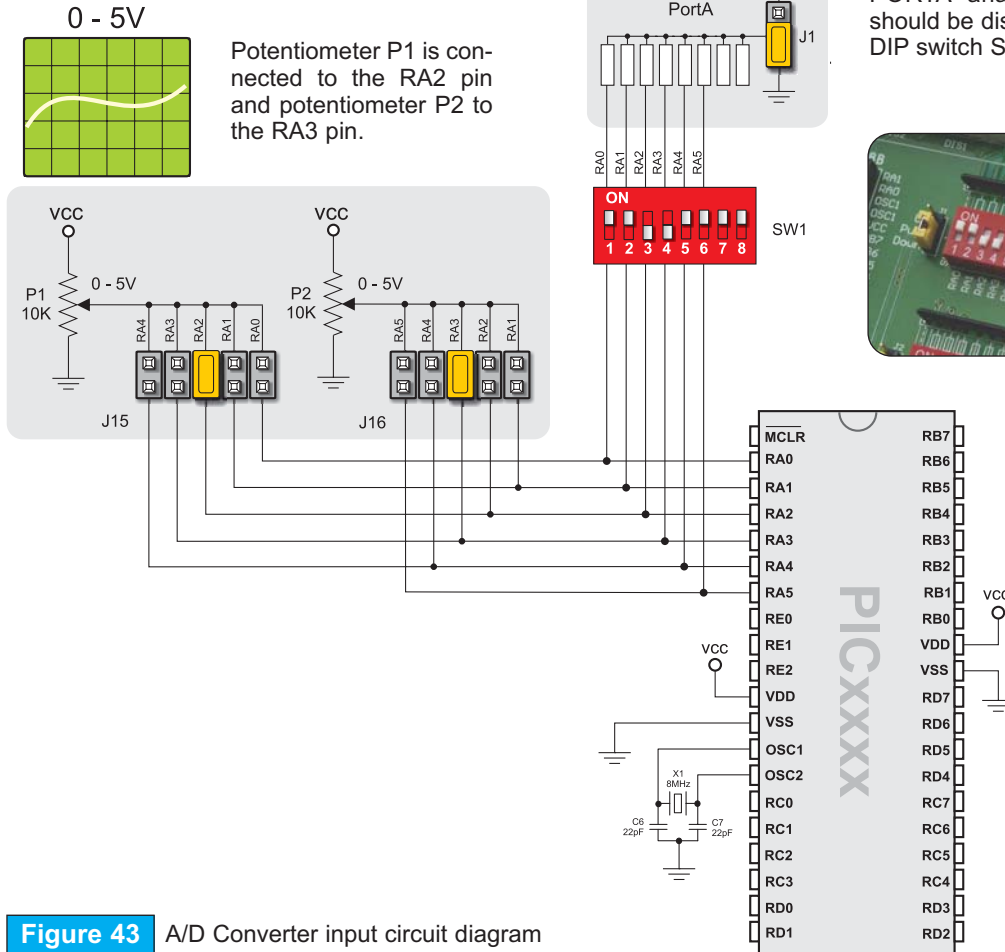 0 - 5V
Potentiometer P1 is con-
nected to the RA2 pin
and potentiometer P2 to
the RA3 pin.
PortA
J1
should be dis
DIP switch S
RA0
RA1
RA2
RA3
RA4
RA5
ON
1 2 3 4 5 6 7 8
SW1
VCC
P1
10K
0 - 5V
RA4
RA3
RA2
RA1
RA0
J15
VCC
P2
10K
0 - 5V
RA5
RA4
RA3
RA2
RA1
J16
MCLR
RA0
RA1
RA2
RA3
RA4
RA5
RE0
RE1
RE2
VDD
VSS
OSC1
OSC2
RC0
RC1
RC2
RC3
RD0
RD1
PICxxxx
RB7
RB6
RB5
RB4
RB3
RB2
RB1
RB0
VDD
VSS
RD7
RD6
RD5
RD4
RC7
RC6
RC5
RC4
RD3
RD2
VCC
VCC
X1
8MHz
C6
22pF
C7
22pF
Figure 43 A/D Converter input circuit diagram